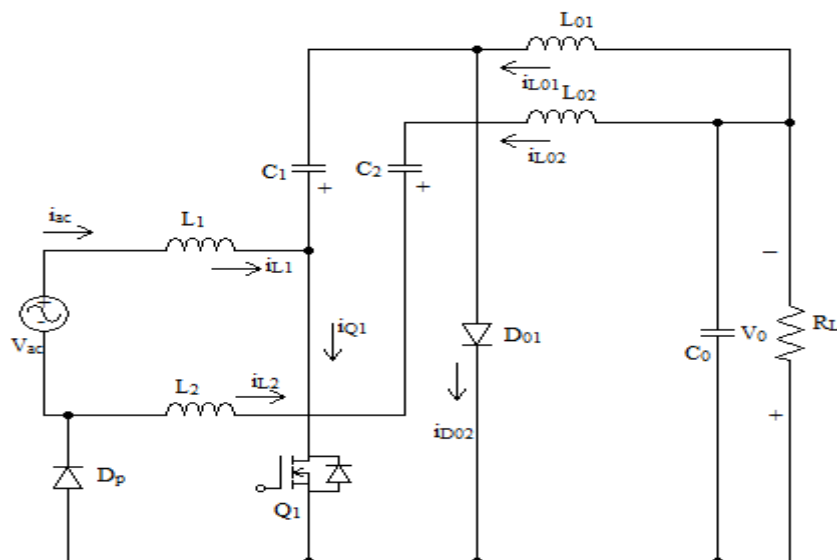 L01
iL01
L02
iL02
C1
+
C2
+
iac
L1
iL1
−
+
Vac
iQ1
D01
C0
V0
RL
L2
iL2
iD02
+
Dp
Q1